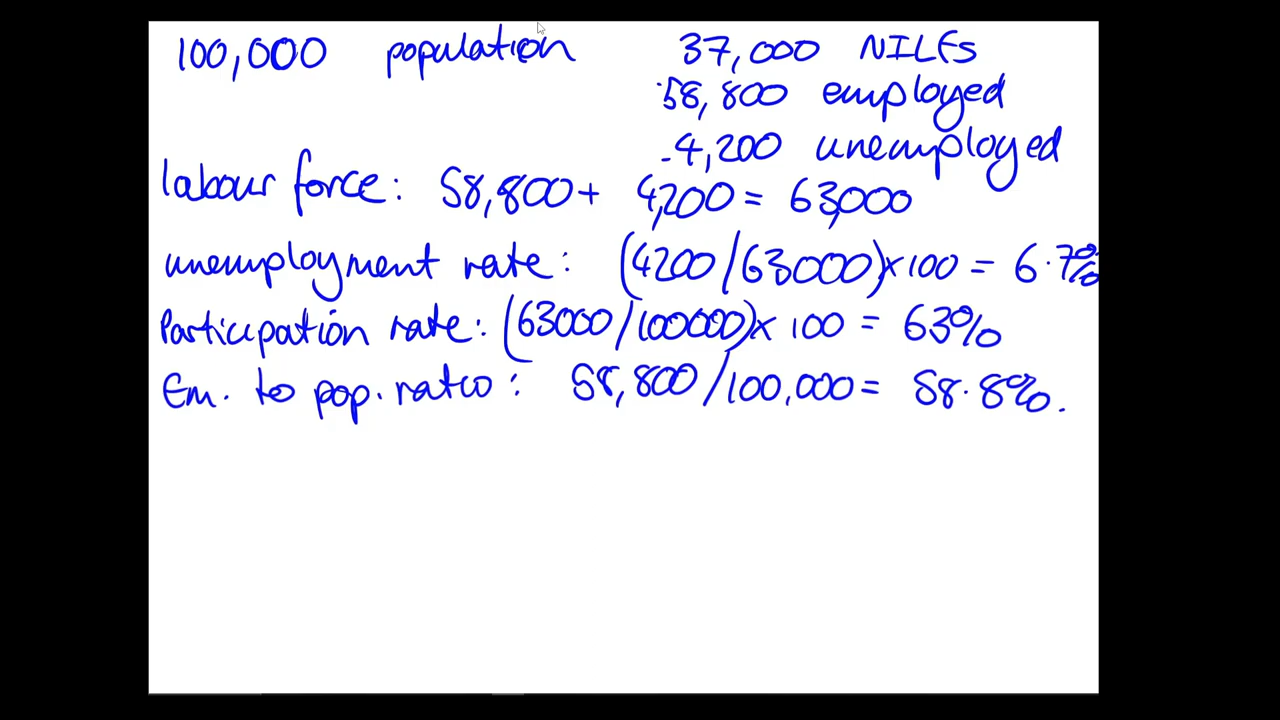 100,000 population 37,000 NILFs
58,800 employed
4,200 unemployed
labour force: 58,800 + 4,200 = 63,000
unemployment rate: (4200/63000) x 100 = 6.7%
Participation rate: (63000/100000) x 100 = 63%
Em. to pop. ratio: 58,800/100,000 = 58.8%.